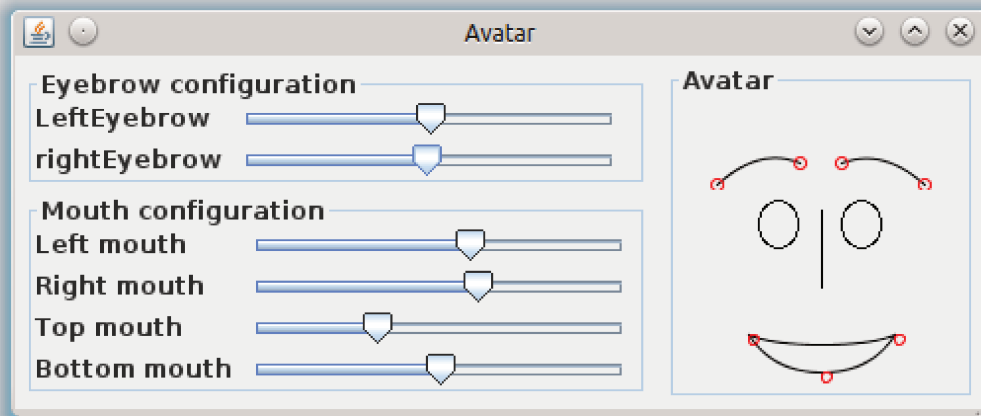 Avatar
Eyebrow configuration
LeftEyebrow
rightEyebrow
Mouth configuration
Left mouth
Right mouth
Top mouth
Bottom mouth
Avatar